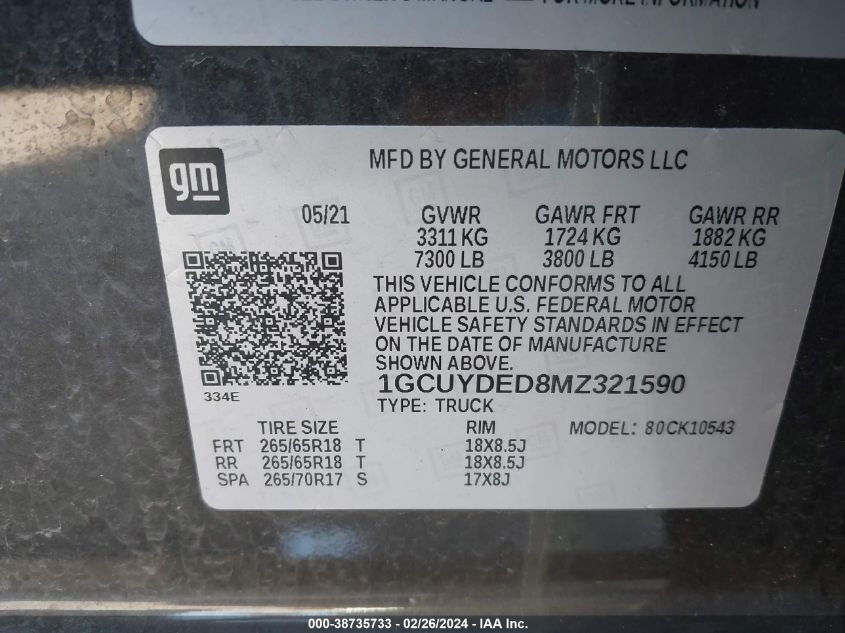 FOR MORE INFORMATION
gm
MFD BY GENERAL MOTORS LLC
05/21 GVWR GAWR FRT GAWR RR
3311 KG 1724 KG 1882 KG
7300 LB 3800 LB 4150 LB
THIS VEHICLE CONFORMS TO ALL
APPLICABLE U.S. FEDERAL MOTOR
VEHICLE SAFETY STANDARDS IN EFFECT
ON THE DATE OF MANUFACTURE
SHOWN ABOVE.
334E
1GCUYDED8MZ321590
TYPE: TRUCK
TIRE SIZE RIM MODEL: 80CK10543
FRT 265/65R18 T 18X8.5J
RR 265/65R18 T 18X8.5J
SPA 265/70R17 S 17X8J
000-38735733 - 02/26/2024 - IAA Inc.